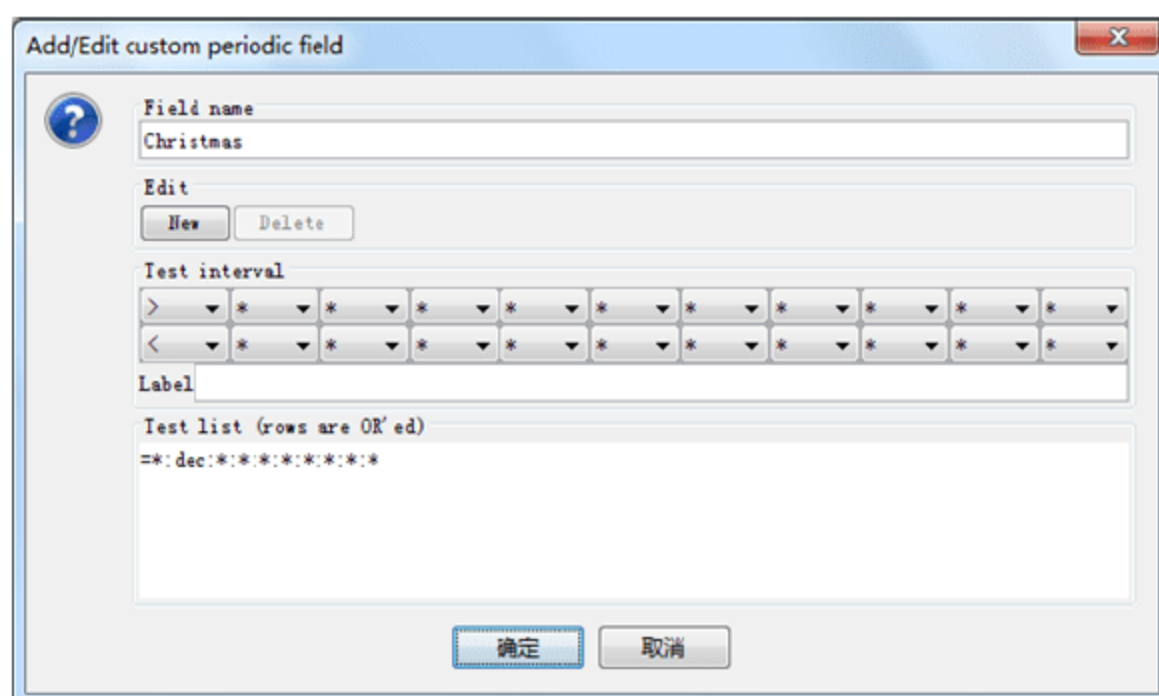 Add/Edit custom periodic field
Field name
Christmas
Edit
New Delete
Test interval
> * * * * * * * * * *
< * * * * * * * * * *
Label
Test list (rows are OR'ed)
=*:dec:*:*:*:*:*:*:*:*
确定 取消